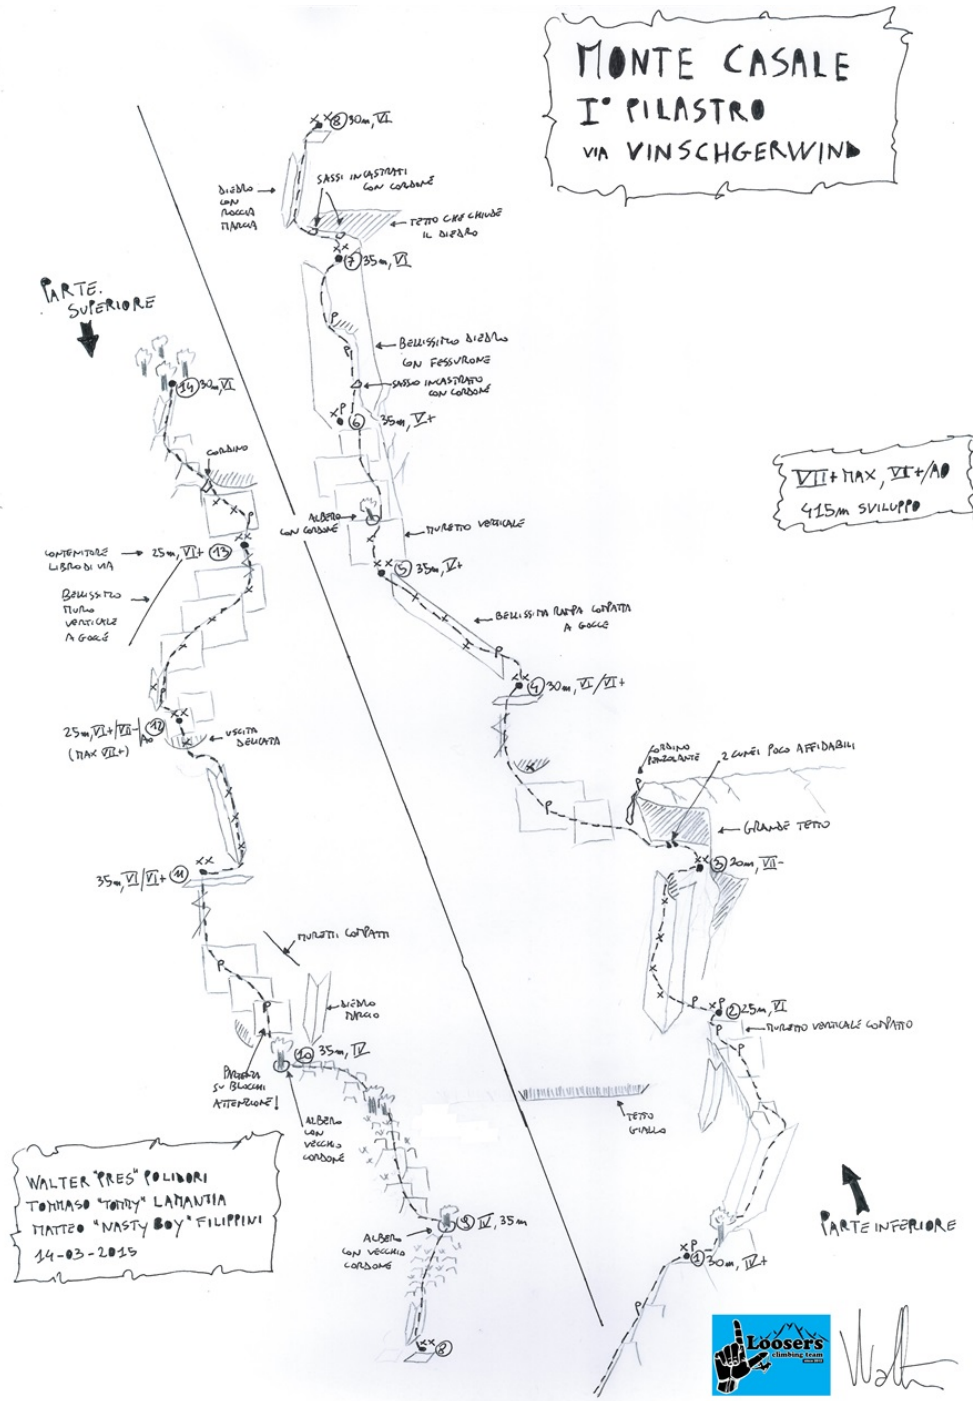 MONTE CASALE
I° PILASTRO
VIA VINSCHGERWIND
8 30m, VI
SASSI INCASTRATI
CON CORDONE
DIEDRO
CON
ROCCIA
MARCIA
TETTO CHE CHIUDE
IL DIEDRO
7 35m, VI
PARTE
SUPERIORE
BELLISSIMO DIEDRO
CON FESSURONE
SASSO INCASTRATO
CON CORDONE
14 30m, VI
P
P
P
6 35m, V+
CORDINO
VII+ MAX, VI+/A0
415m SVILUPPO
P
ALBERO
CON CORDONE
MURETTO VERTICALE
CONTENITORE
LIBRO DI VIA
25m, VI+ 13
5 35m, V+
BELLISSIMO
MURO
VERTICALE
A GOCCE
BELLISSIMA RAMPA COMPATTA
A GOCCE
P
4 30m, VI/VI+
25m, VI+/VII-/A0 12
(MAX VII+)
USCITA
DELICATA
CORDINO
PENZOLANTE
2 CUNEI POCO AFFIDABILI
P
P
GRANDE TETTO
3 20m, VII-
35m, VI/VI+ 11
MURETTI COMPATTI
P
P
DIEDRO
MARCIO
P
P
2 25m, VI
P
MURETTO VERTICALE COMPATTO
P
10 35m, IV
PARTENZA
SU BLOCCHI
ATTENZIONE!
ALBERO
CON
VECCHIO
CORDONE
TETTO
GIALLO
WALTER "PRES" POLIDORI
TOMMASO "TOMMY" LAMANTIA
MATTEO "NASTY BOY" FILIPPINI
14-03-2015
9 IV, 35m
ALBERO
CON VECCHIO
CORDONE
PARTE INFERIORE
P
1 30m, IV+
P
8
Loosers
climbing team